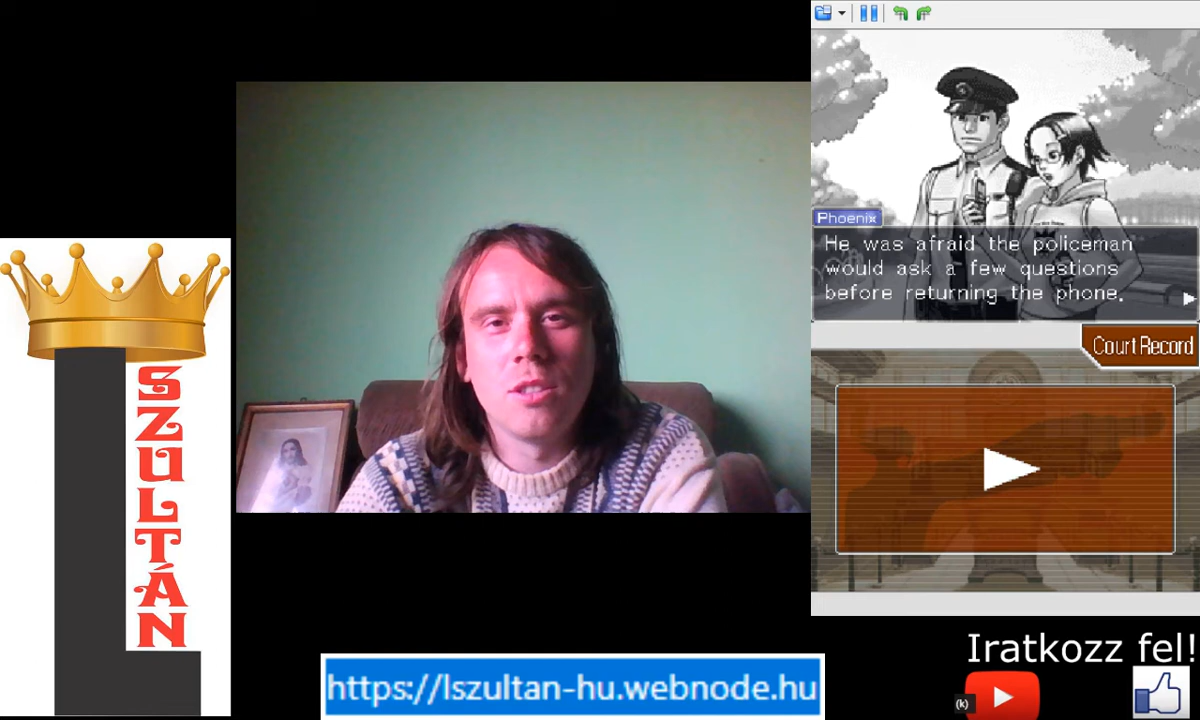 SZULTÁN
Phoenix
He was afraid the policeman
would ask a few questions
before returning the phone.
Court Record
https://lszultan-hu.webnode.hu
Iratkozz fel!
(k)